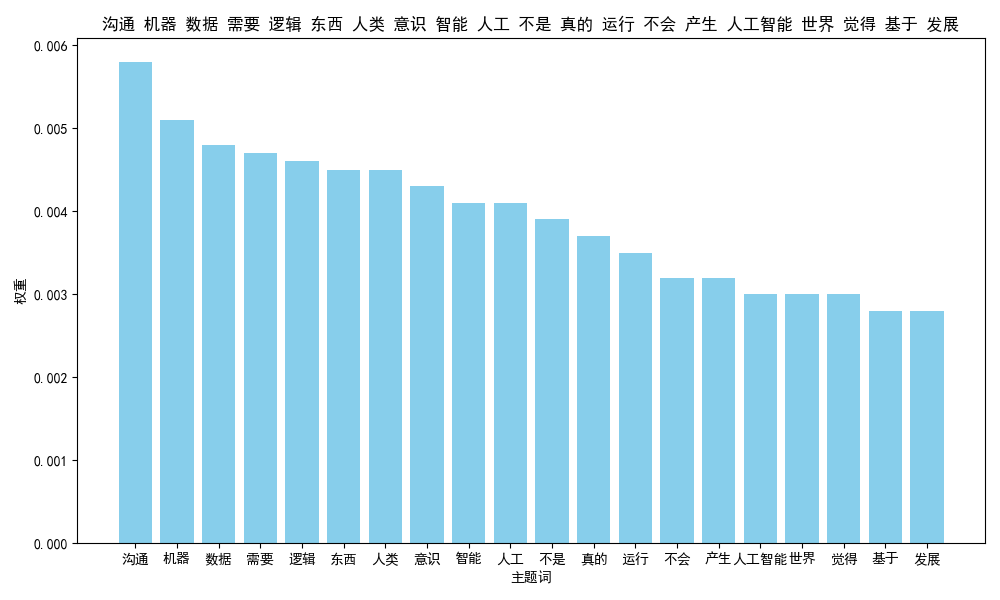 沟通 机器 数据 需要 逻辑 东西 人类 意识 智能 人工 不是 真的 运行 不会 产生 人工智能 世界 觉得 基于 发展
0.006
0.005
0.004
0.003
0.002
0.001
0.000
权重
沟通 机器 数据 需要 逻辑 东西 人类 意识 智能 人工 不是 真的 运行 不会 产生 人工智能 世界 觉得 基于 发展
主题词